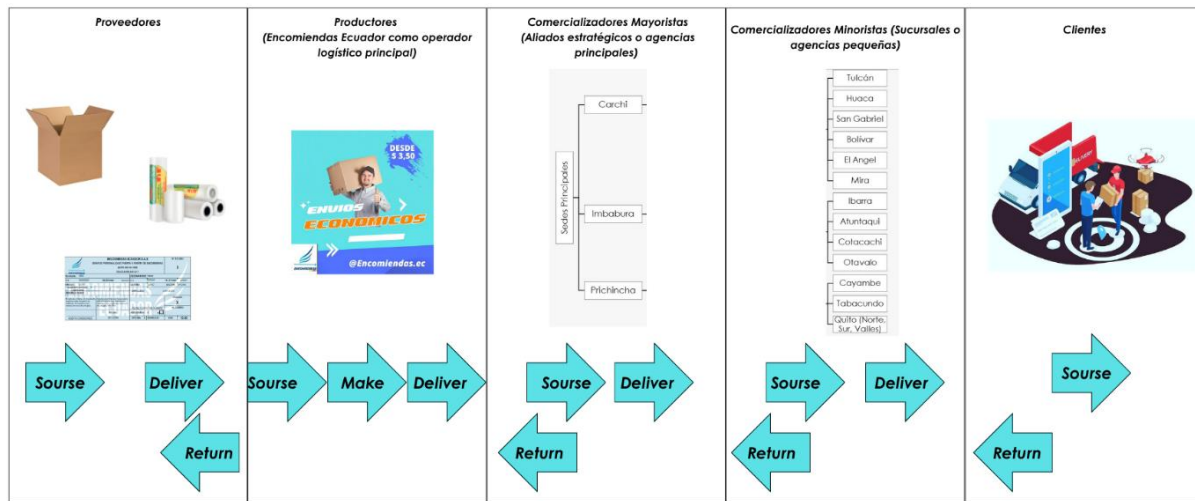 Proveedores
Productores
(Encomiendas Ecuador como operador
logístico principal)
Comercializadores Mayoristas
(Aliados estratégicos o agencias
principales)
Comercializadores Minoristas (Sucursales o
agencias pequeñas)
Clientes
DESDE
$ 3,50
ENVIOS
ECONOMICOS
@Encomiendas.ec
Sedes Principales
Carchi
Imbabura
Prichincha
Tulcán
Huaca
San Gabriel
Bolívar
El Angel
Mira
Ibarra
Atuntaqui
Cotacachi
Otavalo
Cayambe
Tabacundo
Quito (Norte,
Sur, Valles)
Sourse
Deliver
Return
Sourse
Make
Deliver
Sourse
Deliver
Return
Sourse
Deliver
Return
Sourse
Return